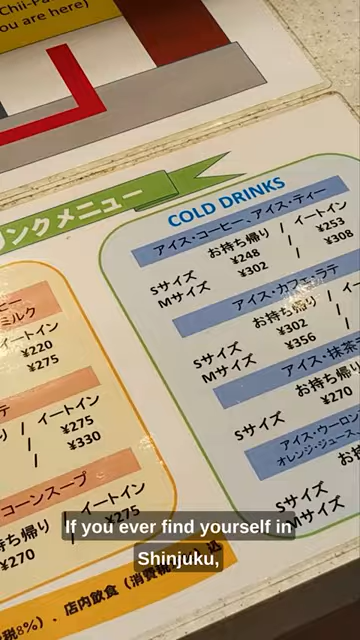 Chii-Pa
ou are here)
ンクメニュー
COLD DRINKS
アイス・コーヒー、アイス・ティー
お持ち帰り / イートイン
Sサイズ ¥248 / ¥253
Mサイズ ¥302 / ¥308
アイス・カフェ・ラテ
お持ち帰り / イー
Sサイズ ¥302 /
Mサイズ ¥356 /
アイス・抹茶
お持ち帰り
Sサイズ ¥270
アイス・ウーロン
オレンジ・ジュース
お持
Sサイズ
Mサイズ
ヒー
ミルク
イートイン
¥220
¥275
テ
り / イートイン
/ ¥275
/ ¥330
コーンスープ
持ち帰り / イートイン
¥270 ¥275
税8%)、店内飲食(消費税 込
If you ever find yourself in
Shinjuku,